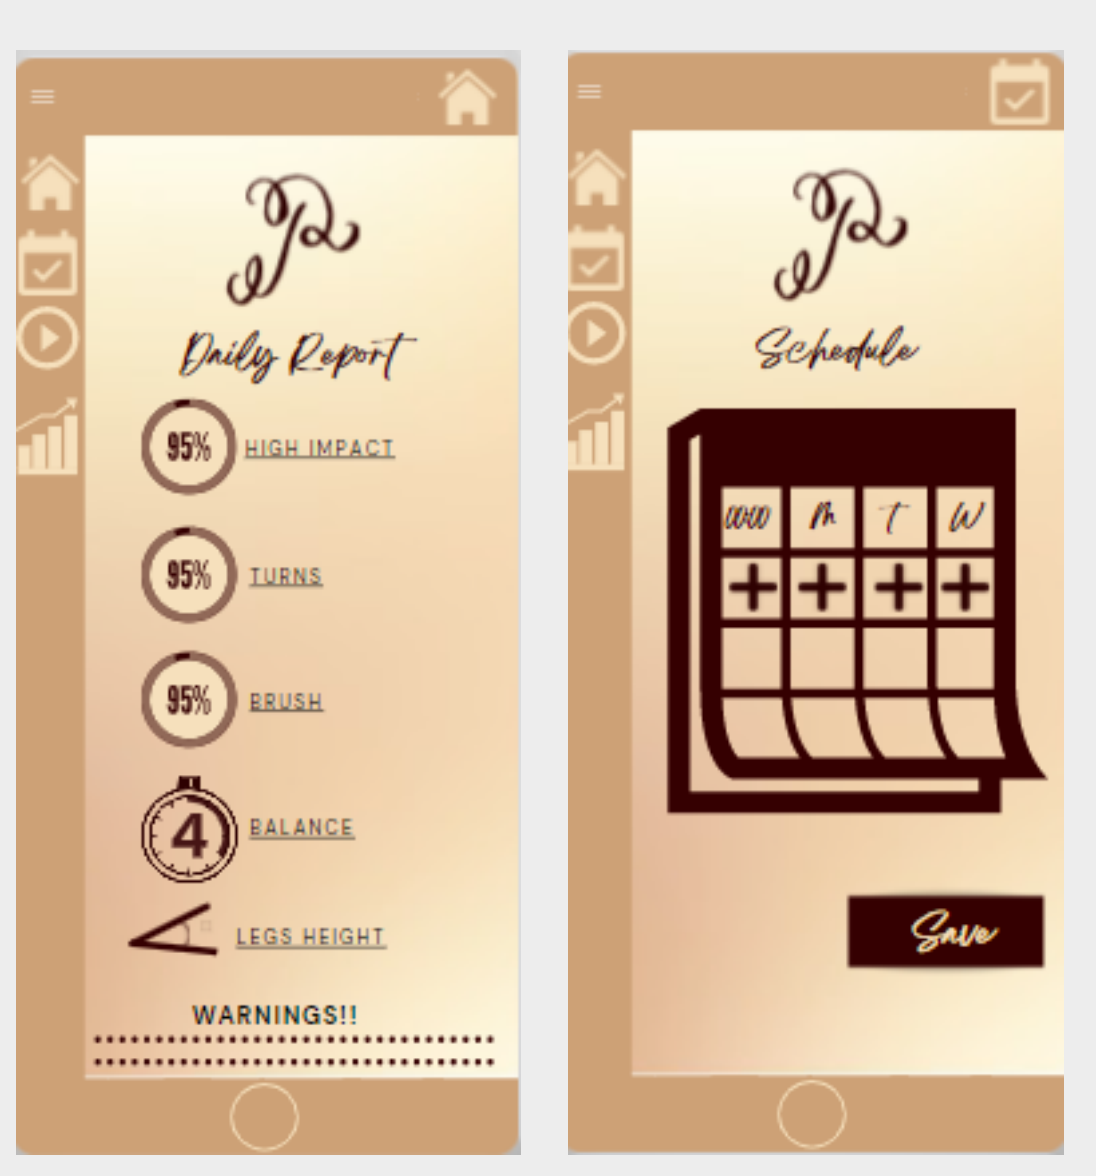 Daily Report
95% HIGH IMPACT
95% TURNS
95% BRUSH
4 BALANCE
LEGS HEIGHT
WARNINGS!!
Schedule
M T W
Save